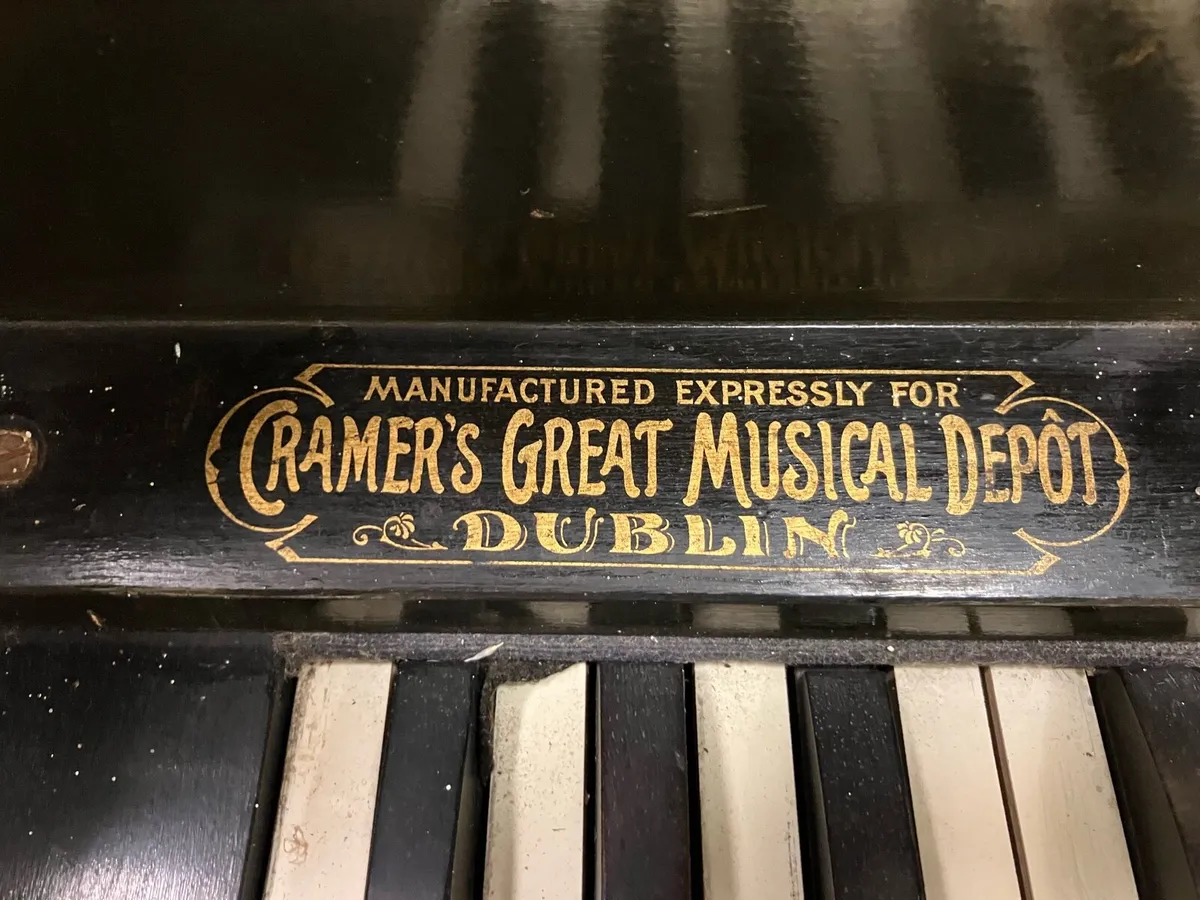 MANUFACTURED EXPRESSLY FOR
CRAMER'S GREAT MUSICAL DEPÔT
DUBLIN